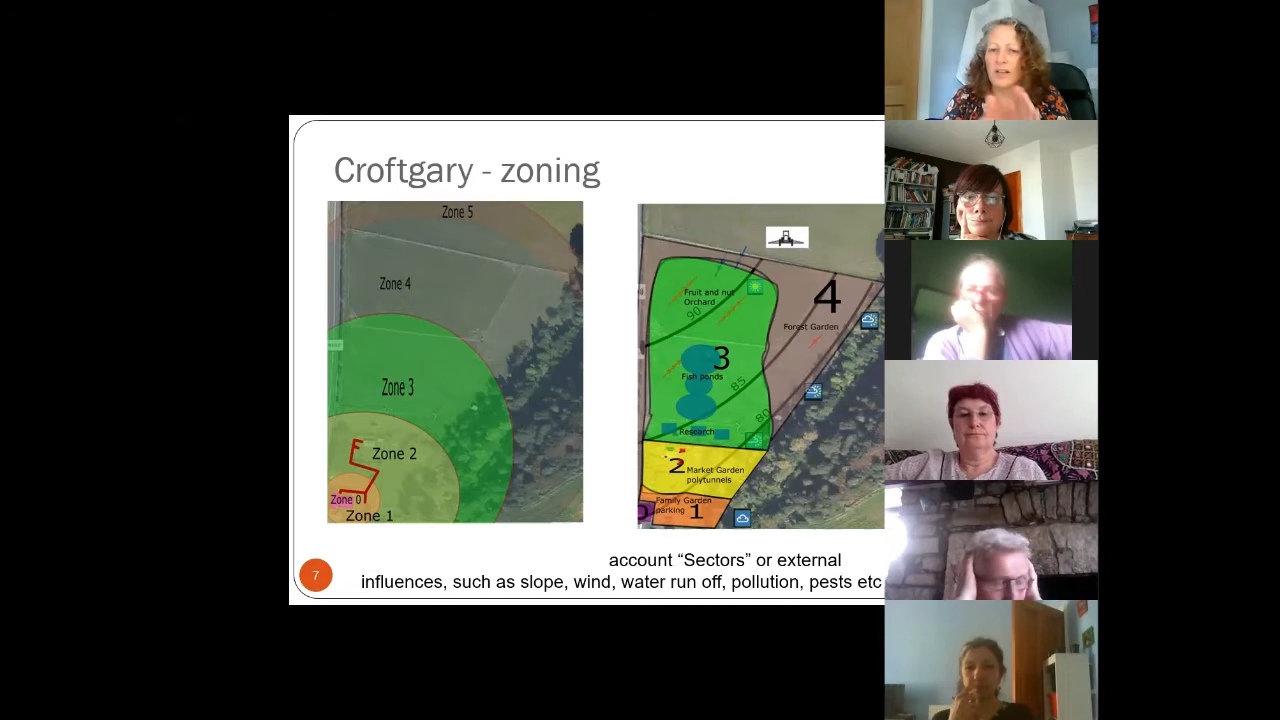 Croftgary - zoning
Zone 5
Zone 4
Zone 3
Zone 2
Zone 0
Zone 1
Fruit and nut
Orchard
90
4
Forest Garden
3
Fish ponds
85
80
Research
2
Market Garden
polytunnels
Family Garden
parking
1
account “Sectors” or external
influences, such as slope, wind, water run off, pollution, pests etc
7